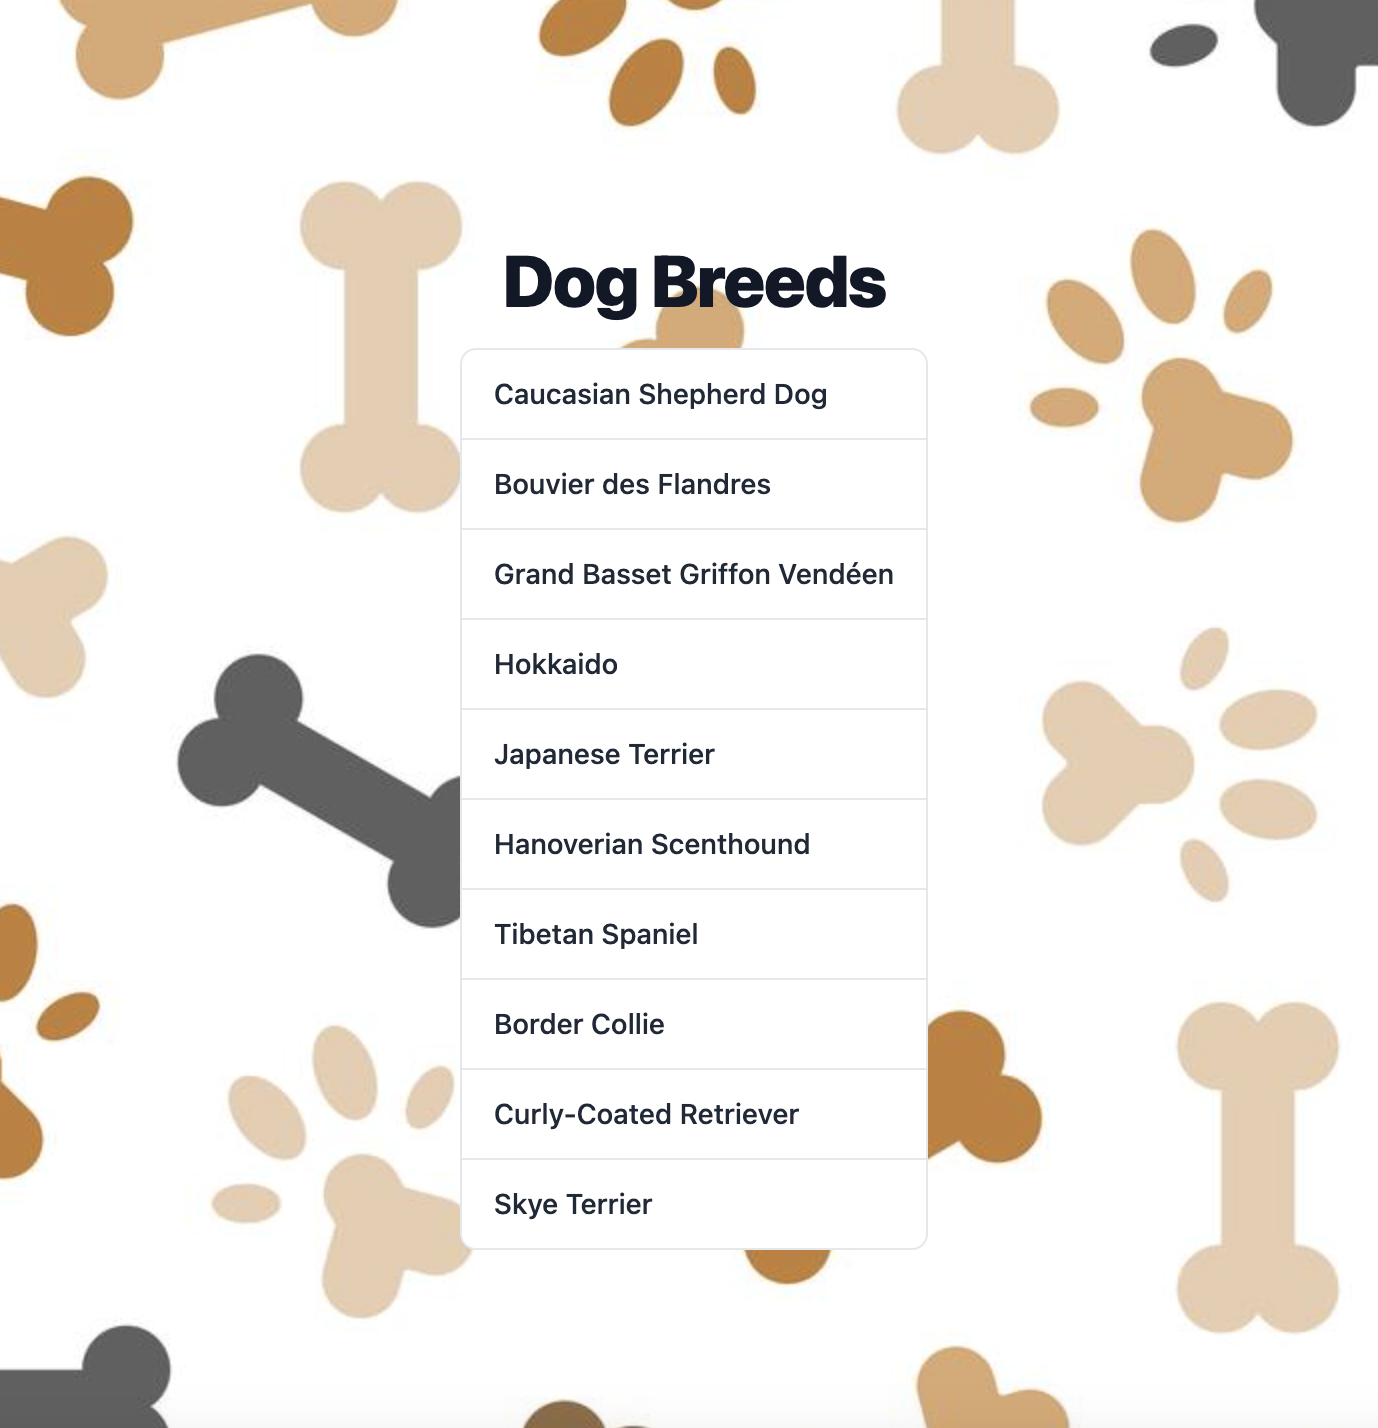 Dog Breeds
Caucasian Shepherd Dog
Bouvier des Flandres
Grand Basset Griffon Vendéen
Hokkaido
Japanese Terrier
Hanoverian Scenthound
Tibetan Spaniel
Border Collie
Curly-Coated Retriever
Skye Terrier